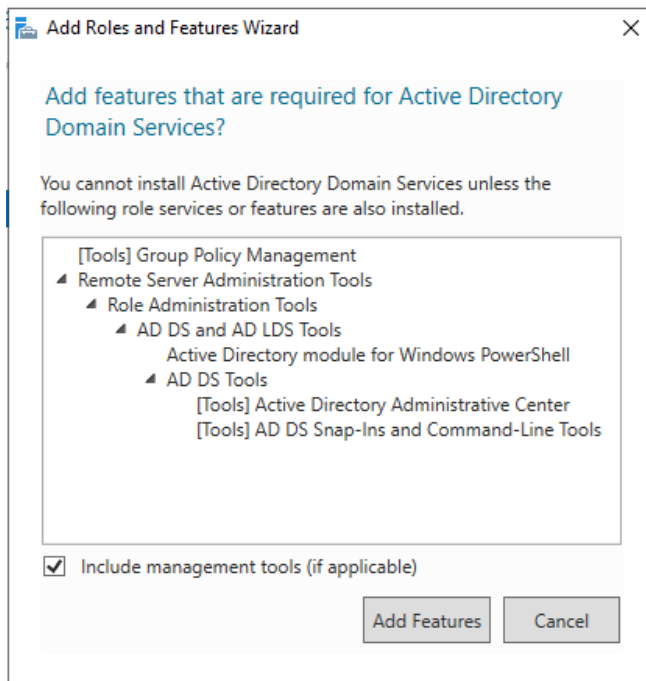 Add Roles and Features Wizard
Add features that are required for Active Directory
Domain Services?
You cannot install Active Directory Domain Services unless the
following role services or features are also installed.
[Tools] Group Policy Management
Remote Server Administration Tools
Role Administration Tools
AD DS and AD LDS Tools
Active Directory module for Windows PowerShell
AD DS Tools
[Tools] Active Directory Administrative Center
[Tools] AD DS Snap-Ins and Command-Line Tools
Include management tools (if applicable)
Add Features
Cancel